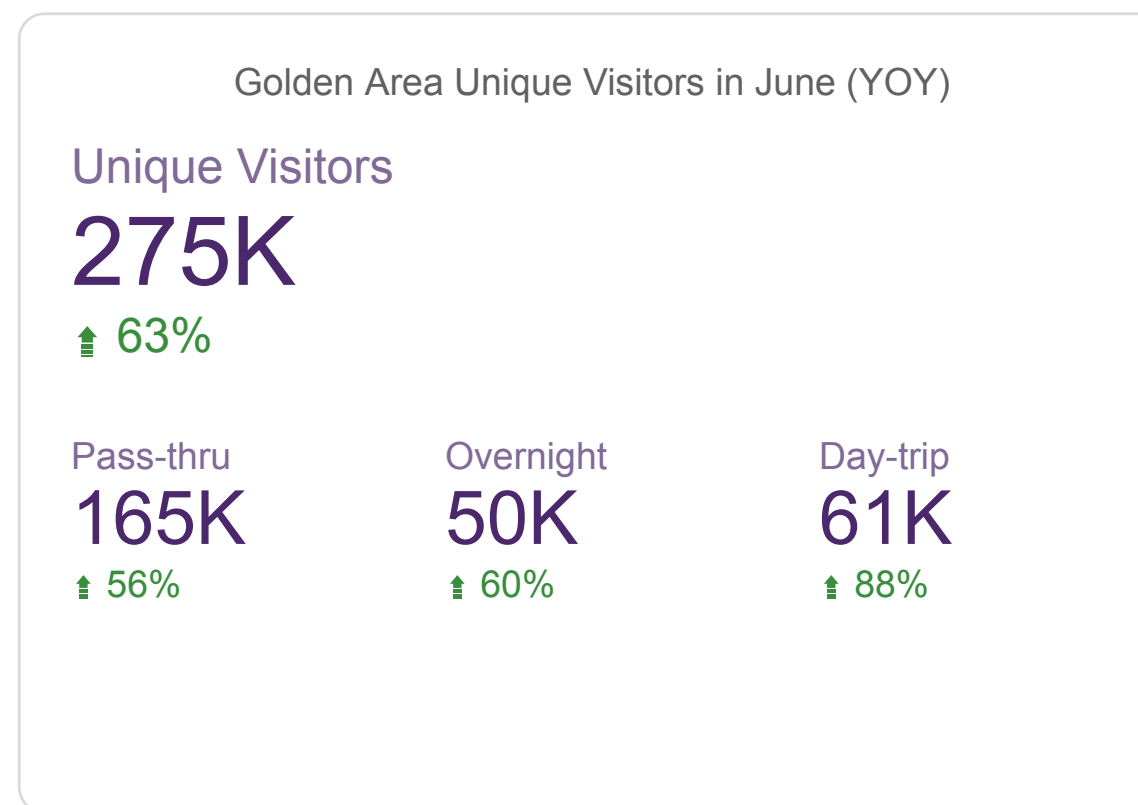 Golden Area Unique Visitors in June (YOY)
Unique Visitors
275K
63%
Pass-thru Overnight Day-trip
165K 50K 61K
56% 60% 88%